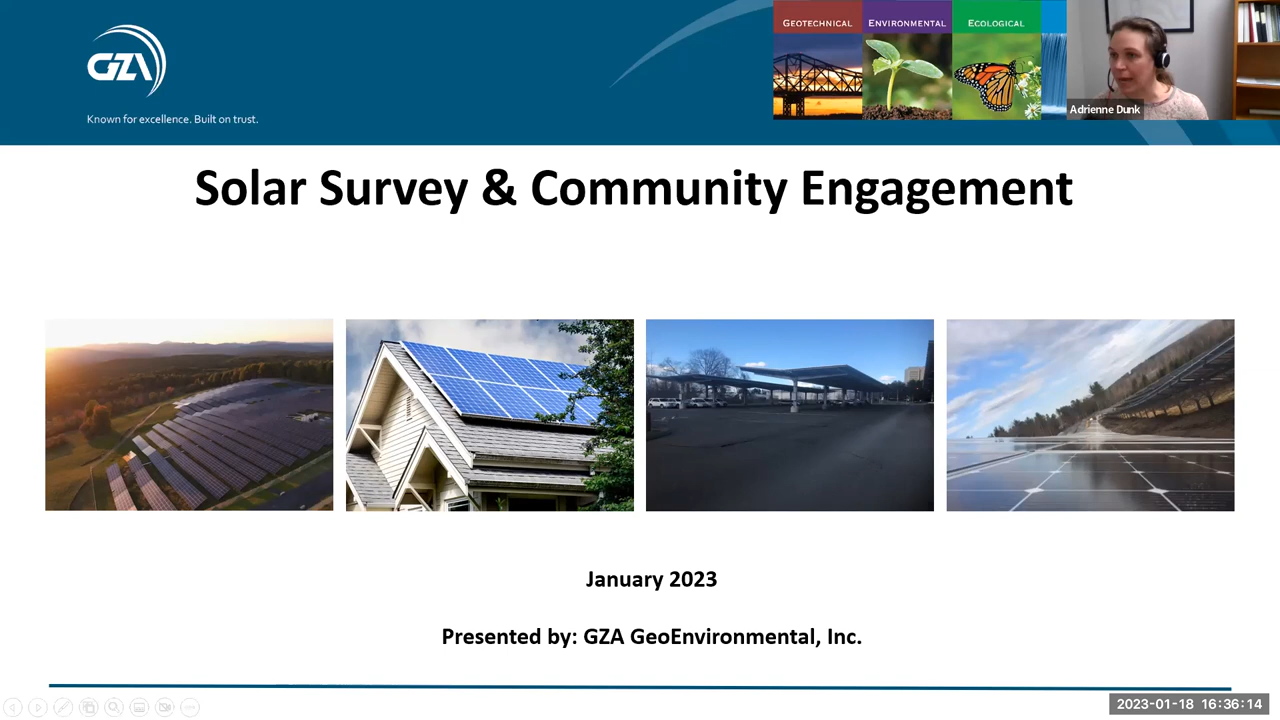 GZA
Known for excellence. Built on trust.
GEOTECHNICAL
ENVIRONMENTAL
ECOLOGICAL
Adrienne Dunk
Solar Survey & Community Engagement
January 2023
Presented by: GZA GeoEnvironmental, Inc.
2023-01-18 16:36:14